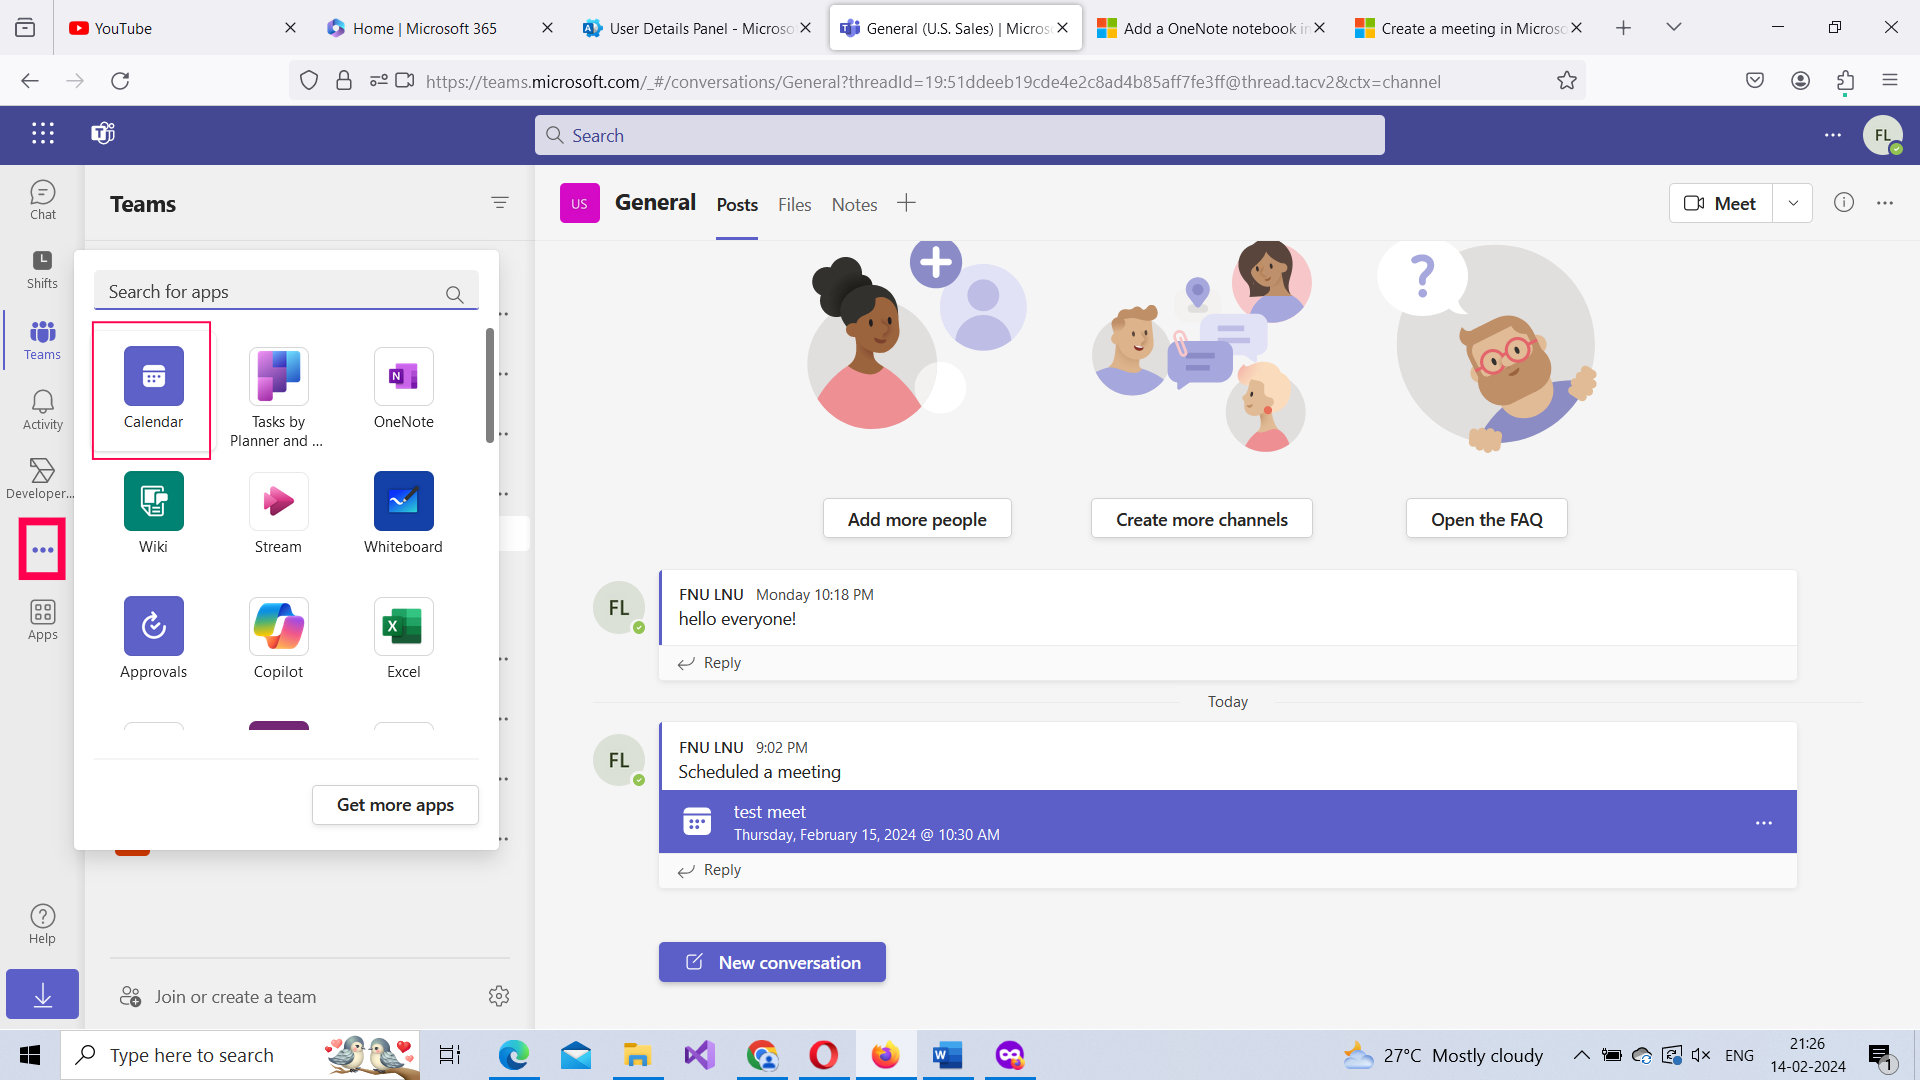 YouTube
Home | Microsoft 365
User Details Panel - Microso
General (U.S. Sales) | Micros
Add a OneNote notebook in
Create a meeting in Microso
https://teams.microsoft.com/_#/conversations/General?threadId=19:51ddeeb19cde4e2c8ad4b85aff7fe3ff@thread.tacv2&ctx=channel
Search
FL
Chat
Shifts
Teams
Activity
Developer...
Apps
Help
Teams
Search for apps
Calendar
Tasks by
Planner and ...
OneNote
Wiki
Stream
Whiteboard
Approvals
Copilot
Excel
Get more apps
Join or create a team
US
General
Posts
Files
Notes
Meet
Add more people
Create more channels
Open the FAQ
FL
FNU LNU Monday 10:18 PM
hello everyone!
Reply
Today
FL
FNU LNU 9:02 PM
Scheduled a meeting
test meet
Thursday, February 15, 2024 @ 10:30 AM
Reply
New conversation
Type here to search
27°C Mostly cloudy
ENG
21:26
14-02-2024
1